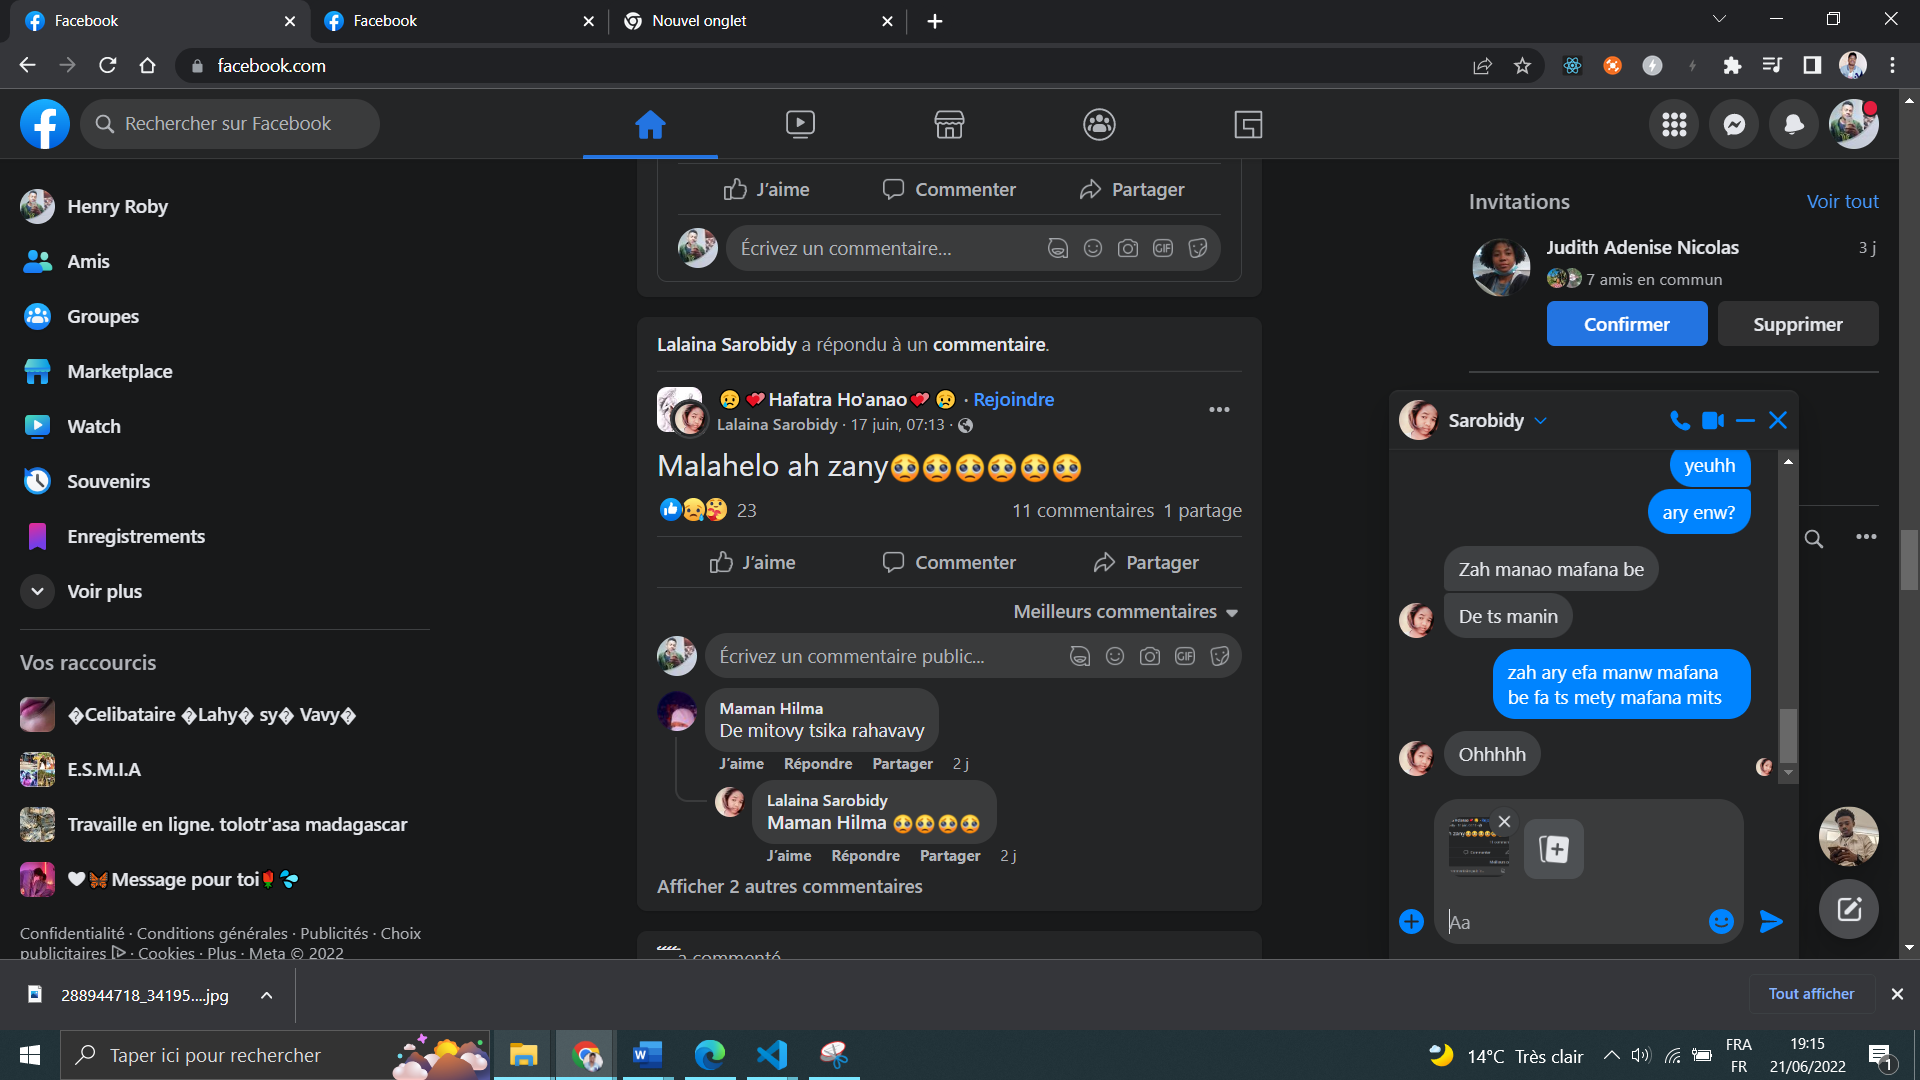 Facebook
Facebook
Nouvel onglet
facebook.com
Rechercher sur Facebook
Henry Roby
Amis
Groupes
Marketplace
Watch
Souvenirs
Enregistrements
Voir plus
Vos raccourcis
�Celibataire �Lahy� sy� Vavy�
E.S.M.I.A
Travaille en ligne. tolotr'asa madagascar
🤍🦋Message pour toi🌹💦
Confidentialité · Conditions générales · Publicités · Choix
publicitaires · Cookies · Plus · Meta © 2022
J’aime Commenter Partager
Écrivez un commentaire...
GIF
Lalaina Sarobidy a répondu à un commentaire.
😥 💕Hafatra Ho'anao💕 😥 · Rejoindre
Lalaina Sarobidy · 17 juin, 07:13 ·
Malahelo ah zany🥺🥺🥺🥺🥺🥺
23 11 commentaires 1 partage
J’aime Commenter Partager
Meilleurs commentaires
Écrivez un commentaire public...
GIF
Maman Hilma
De mitovy tsika rahavavy
J’aime Répondre Partager 2 j
Lalaina Sarobidy
Maman Hilma 🥺🥺🥺🥺
J’aime Répondre Partager 2 j
Afficher 2 autres commentaires
a commenté
Invitations Voir tout
Judith Adenise Nicolas 3 j
7 amis en commun
Confirmer Supprimer
Sarobidy
yeuhh
ary enw?
Zah manao mafana be
De ts manin
zah ary efa manw mafana
be fa ts mety mafana mits
Ohhhhh
Aa
288944718_34195....jpg
Tout afficher
Taper ici pour rechercher
14°C Très clair
FRA
FR
19:15
21/06/2022
1